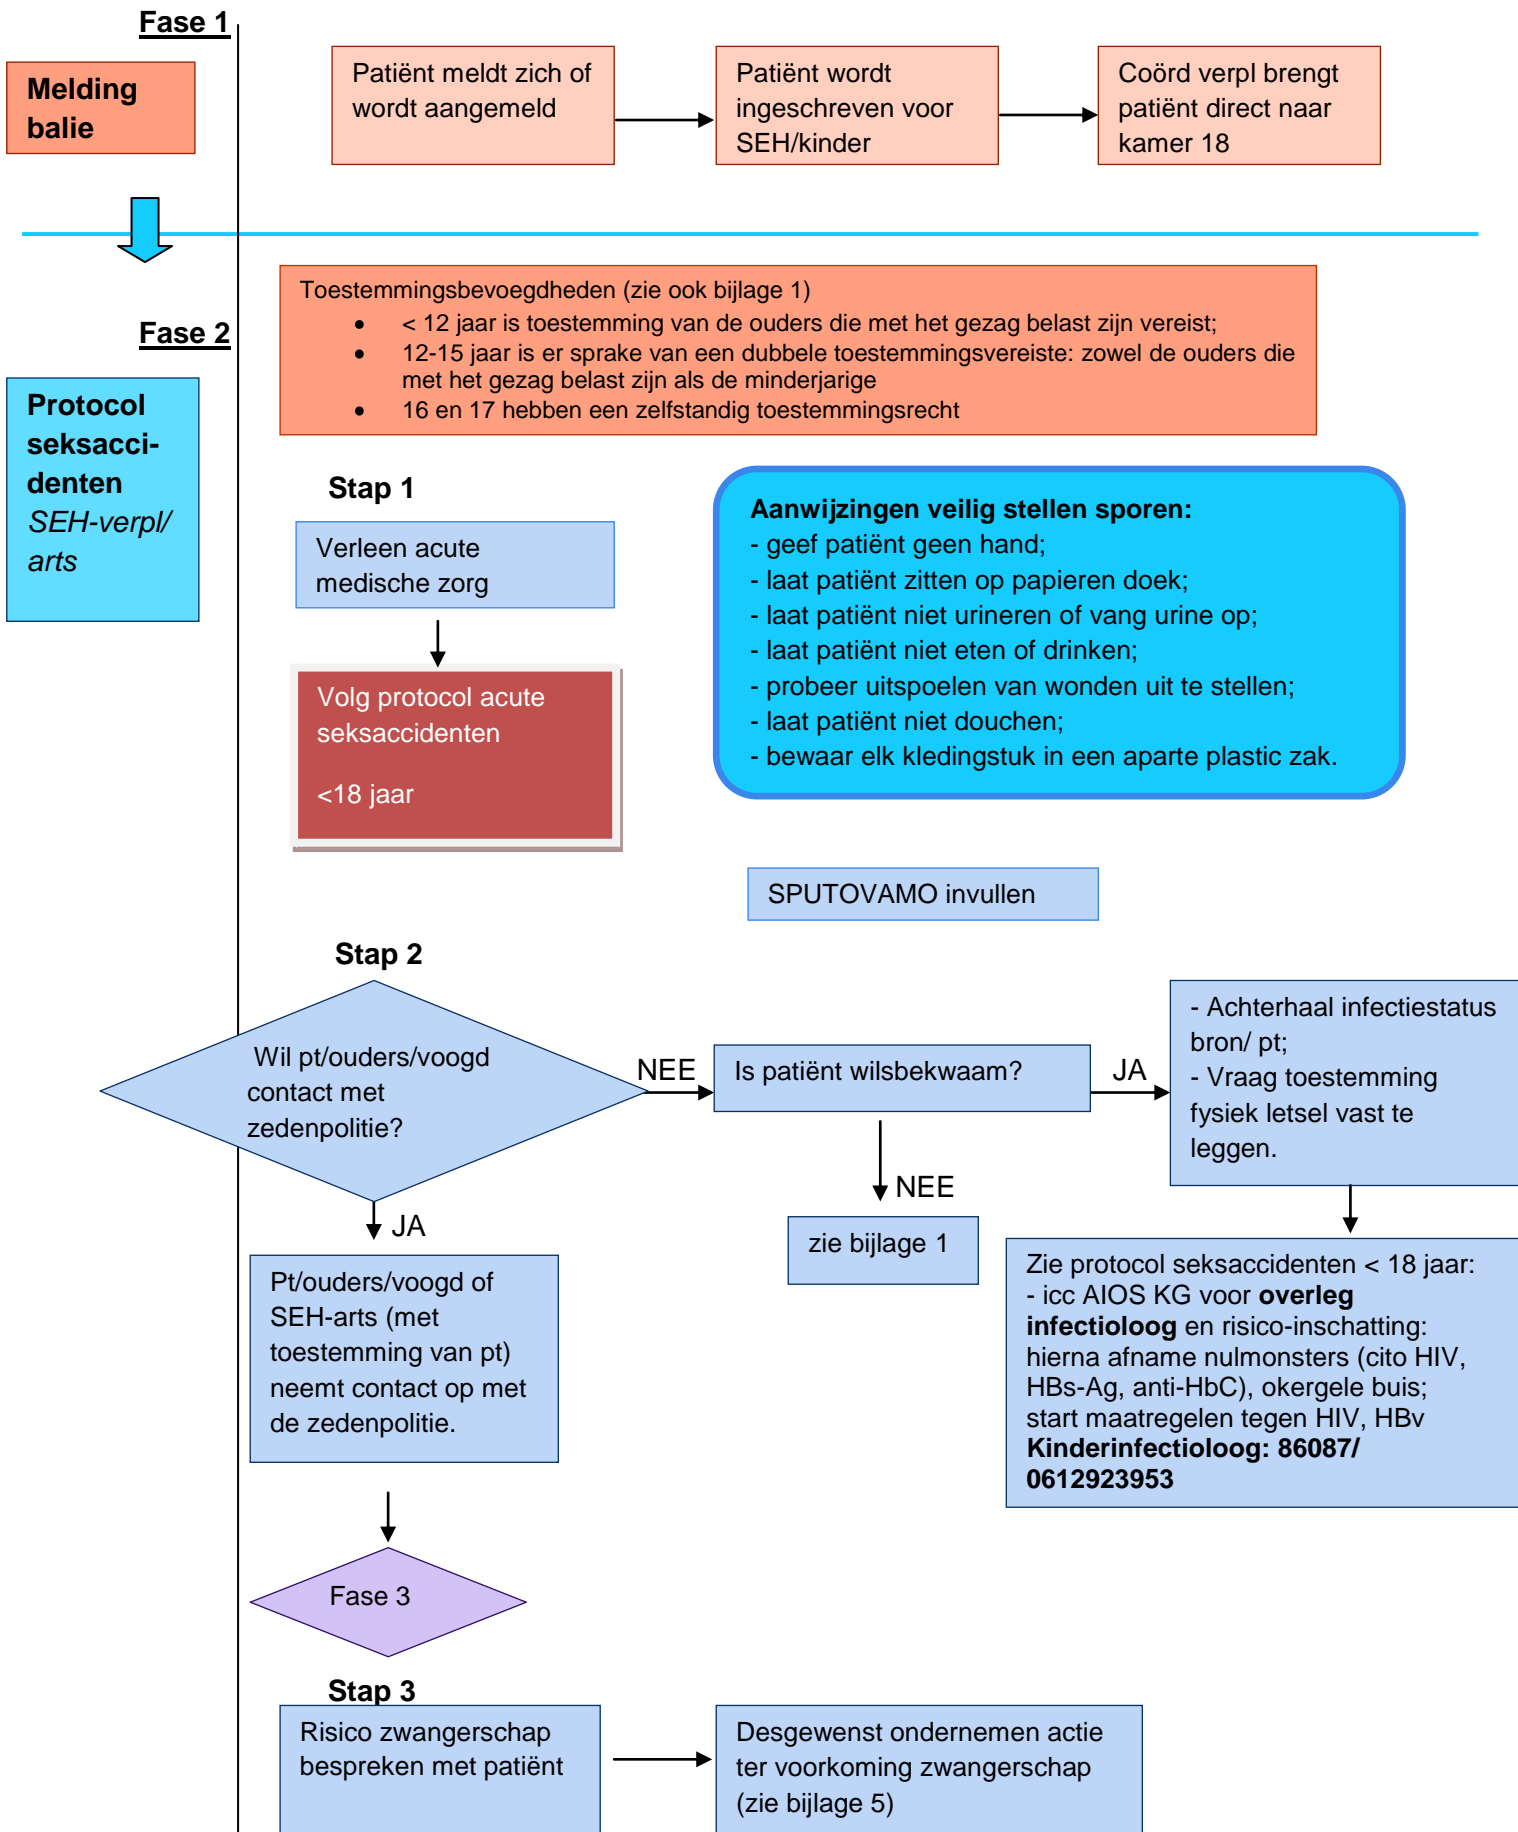 Fase 1
Melding
balie
Patiënt meldt zich of
wordt aangemeld
Patiënt wordt
ingeschreven voor
SEH/kinder
Coörd verpl brengt
patiënt direct naar
kamer 18
Toestemmingsbevoegdheden (zie ook bijlage 1)
• < 12 jaar is toestemming van de ouders die met het gezag belast zijn vereist;
• 12-15 jaar is er sprake van een dubbele toestemmingsvereiste: zowel de ouders die
met het gezag belast zijn als de minderjarige
• 16 en 17 hebben een zelfstandig toestemmingsrecht
Fase 2
Protocol
seksacci-
denten
SEH-verpl/
arts
Stap 1
Verleen acute
medische zorg
Volg protocol acute
seksaccidenten
<18 jaar
Aanwijzingen veilig stellen sporen:
- geef patiënt geen hand;
- laat patiënt zitten op papieren doek;
- laat patiënt niet urineren of vang urine op;
- laat patiënt niet eten of drinken;
- probeer uitspoelen van wonden uit te stellen;
- laat patiënt niet douchen;
- bewaar elk kledingstuk in een aparte plastic zak.
SPUTOVAMO invullen
Stap 2
Wil pt/ouders/voogd
contact met
zedenpolitie?
NEE
Is patiënt wilsbekwaam?
JA
- Achterhaal infectiestatus
bron/ pt;
- Vraag toestemming
fysiek letsel vast te
leggen.
NEE
zie bijlage 1
JA
Pt/ouders/voogd of
SEH-arts (met
toestemming van pt)
neemt contact op met
de zedenpolitie.
Zie protocol seksaccidenten < 18 jaar:
- icc AIOS KG voor overleg
infectioloog en risico-inschatting:
hierna afname nulmonsters (cito HIV,
HBs-Ag, anti-HbC), okergele buis;
start maatregelen tegen HIV, HBv
Kinderinfectioloog: 86087/
0612923953
Fase 3
Stap 3
Risico zwangerschap
bespreken met patiënt
Desgewenst ondernemen actie
ter voorkoming zwangerschap
(zie bijlage 5)